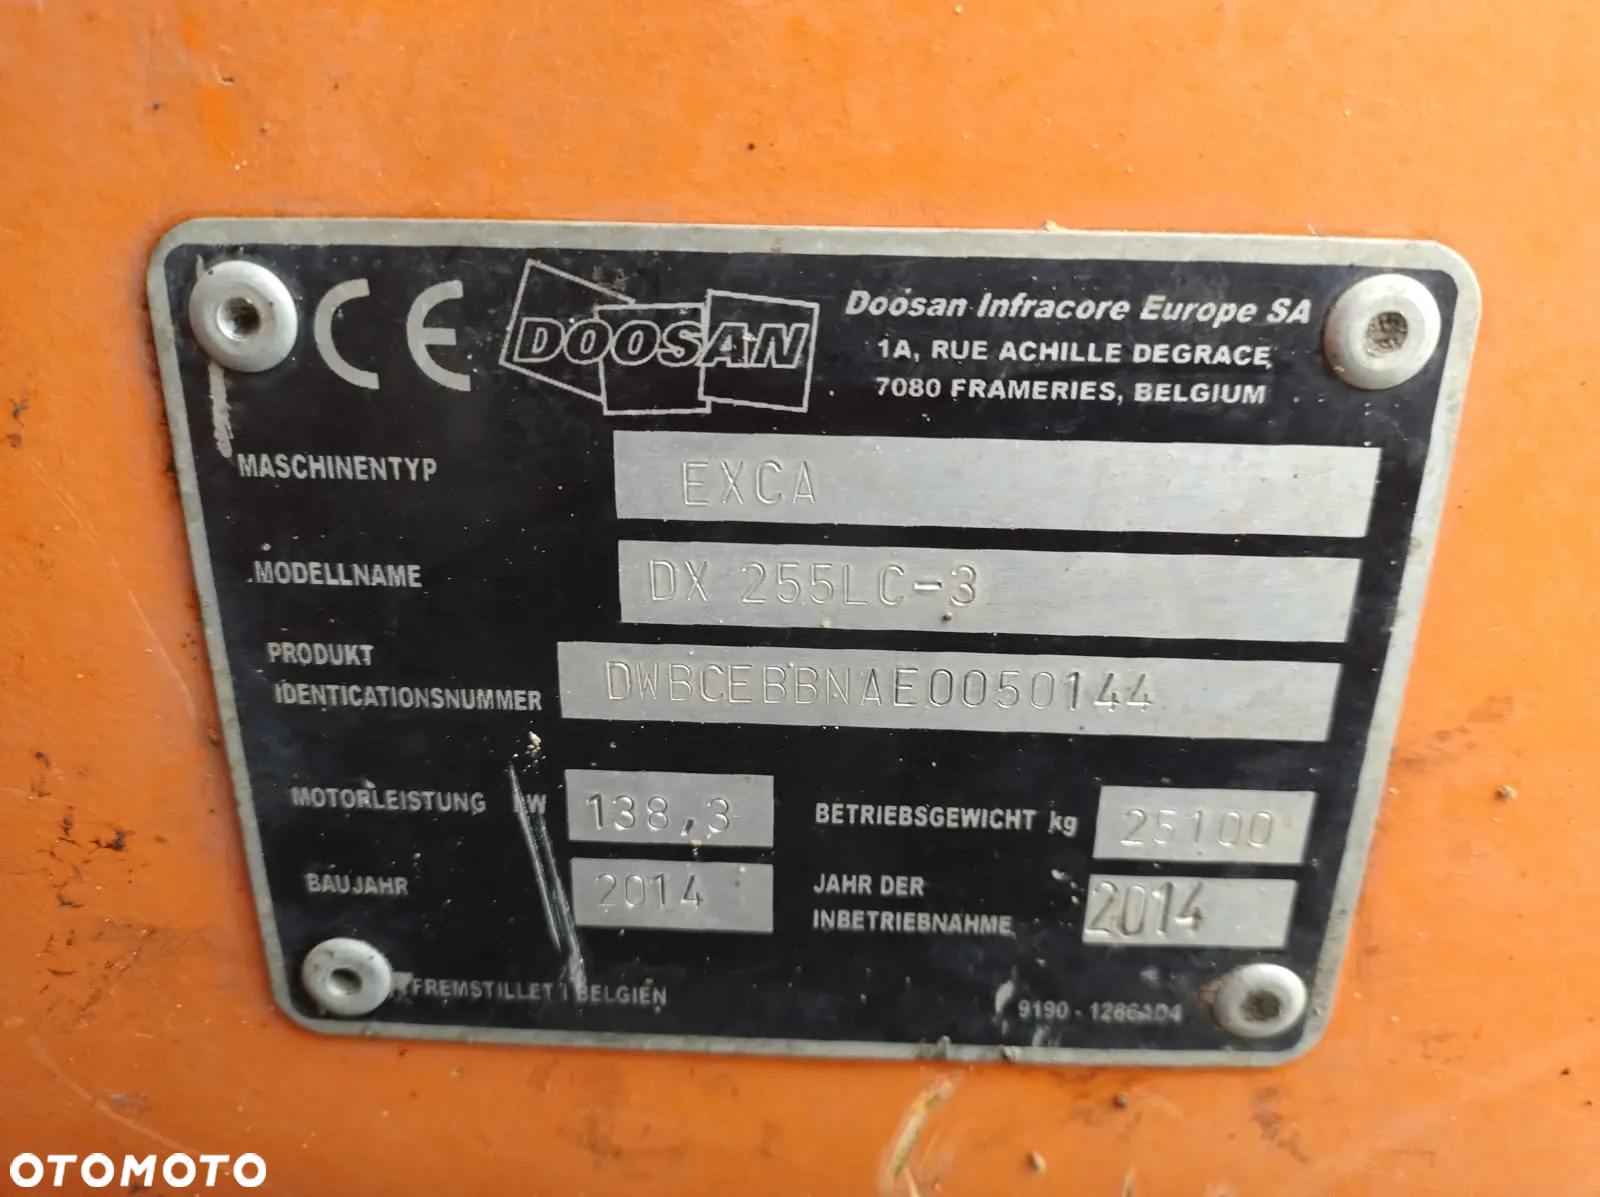 CE
DOOSAN
Doosan Infracore Europe SA
1A, RUE ACHILLE DEGRACE,
7080 FRAMERIES, BELGIUM
MASCHINENTYP EXCA
MODELLNAME DX 255LC-3
PRODUKT
IDENTICATIONSNUMMER DWBCEBBNAE0050144
MOTORLEISTUNG kW 138,3 BETRIEBSGEWICHT kg 25100
BAUJAHR 2014 JAHR DER
INBETRIEBNAHME 2014
FREMSTILLET I BELGIEN
9190 - 1286AD4
OTOMOTO